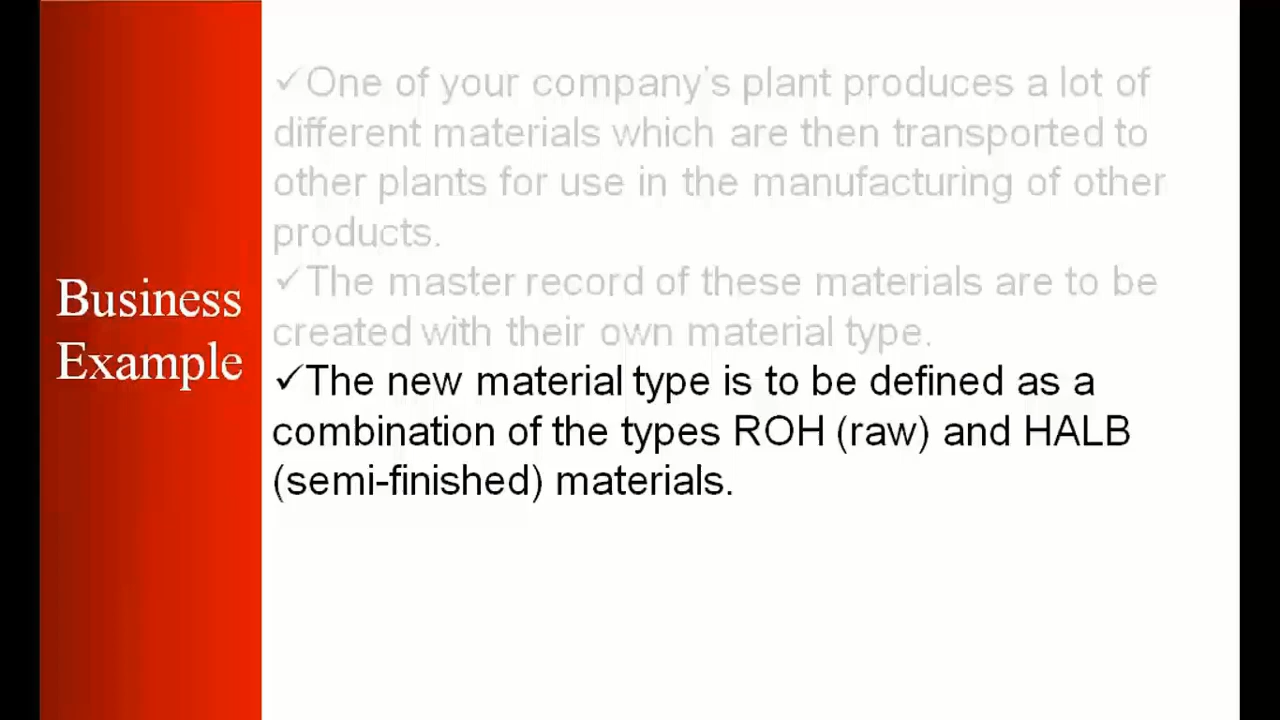 Business
Example
✓One of your company's plant produces a lot of
different materials which are then transported to
other plants for use in the manufacturing of other
products.
✓The master record of these materials are to be
created with their own material type.
✓The new material type is to be defined as a
combination of the types ROH (raw) and HALB
(semi-finished) materials.